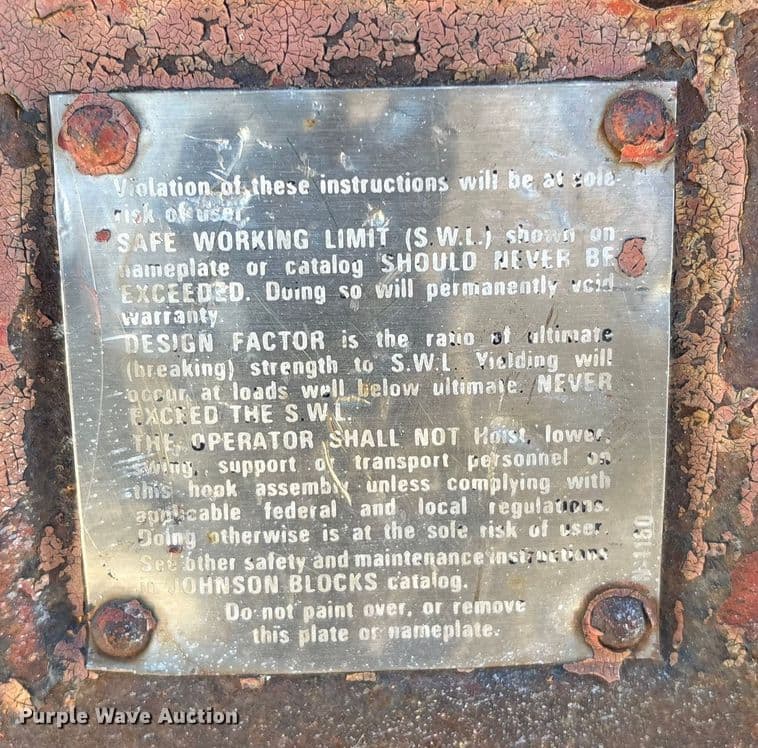 Violation of these instructions will be at sole
risk of user.
SAFE WORKING LIMIT (S.W.L.) shown on
nameplate or catalog SHOULD NEVER BE
EXCEEDED. Doing so will permanently void
warranty.
DESIGN FACTOR is the ratio of ultimate
(breaking) strength to S.W.L. Yielding will
occur at loads well below ultimate. NEVER
EXCEED THE S.W.L.
THE OPERATOR SHALL NOT Hoist, lower,
swing, support or transport personnel on
this hook assembly unless complying with
applicable federal and local regulations.
Doing otherwise is at the sole risk of user.
See other safety and maintenance instructions
in JOHNSON BLOCKS catalog.
Do not paint over, or remove
this plate or nameplate.
Purple Wave Auction